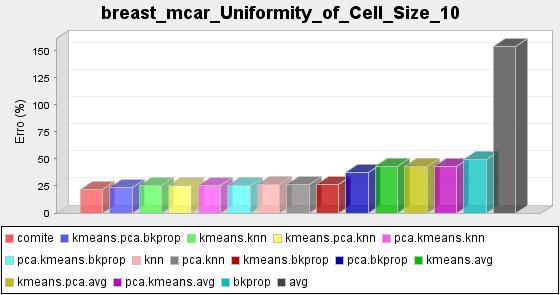 breast_mcar_Uniformity_of_Cell_Size_10
150
125
100
75
50
25
0
Erro (%)
comite kmeans.pca.bkprop kmeans.knn kmeans.pca.knn pca.kmeans.knn
pca.kmeans.bkprop knn pca.knn kmeans.bkprop pca.bkprop kmeans.avg
kmeans.pca.avg pca.kmeans.avg bkprop avg